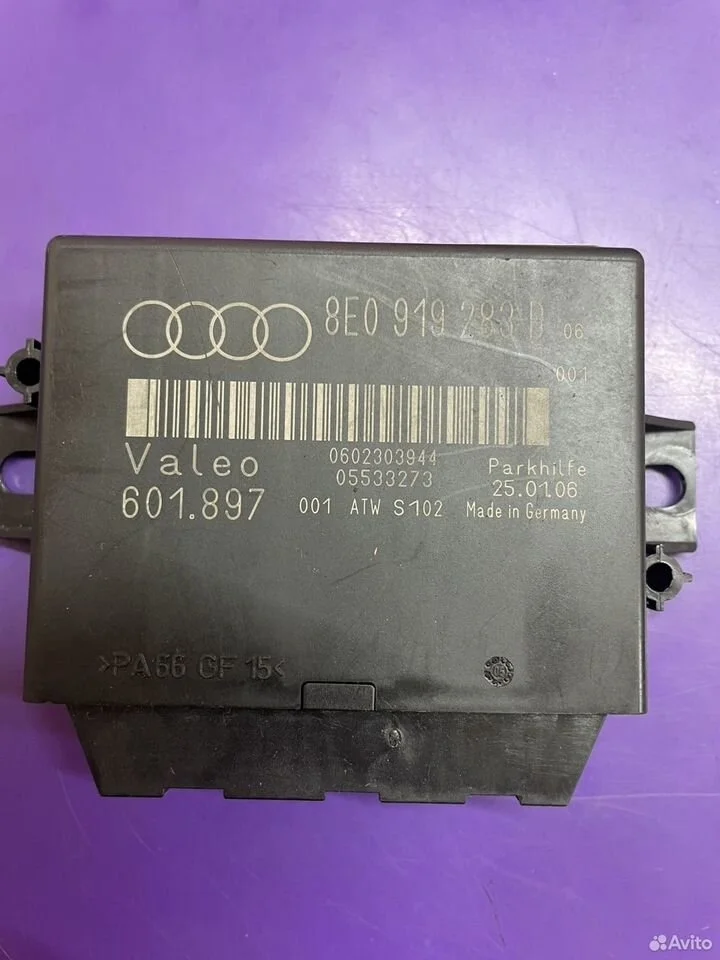 8E0 919 283 D 06
001
Valeo 0602303944 Parkhilfe
601.897 05533273 25.01.06
001 ATW S102 Made in Germany
>PA66 GF 15<
Avito